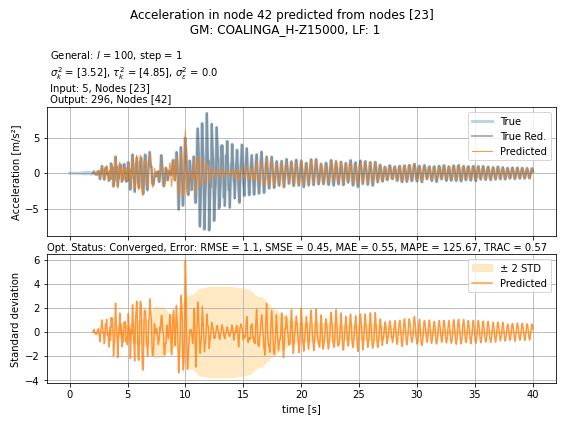 Acceleration in node 42 predicted from nodes [23]
GM: COALINGA_H-Z15000, LF: 1
General: l = 100, step = 1
σ²ₖ = [3.52], τ²ₖ = [4.85], σ²ε = 0.0
Input: 5, Nodes [23]
Output: 296, Nodes [42]
Acceleration [m/s²]
5
0
−5
True
True Red.
Predicted
Opt. Status: Converged, Error: RMSE = 1.1, SMSE = 0.45, MAE = 0.55, MAPE = 125.67, TRAC = 0.57
Standard deviation
6
4
2
0
−2
−4
± 2 STD
Predicted
0 5 10 15 20 25 30 35 40
time [s]